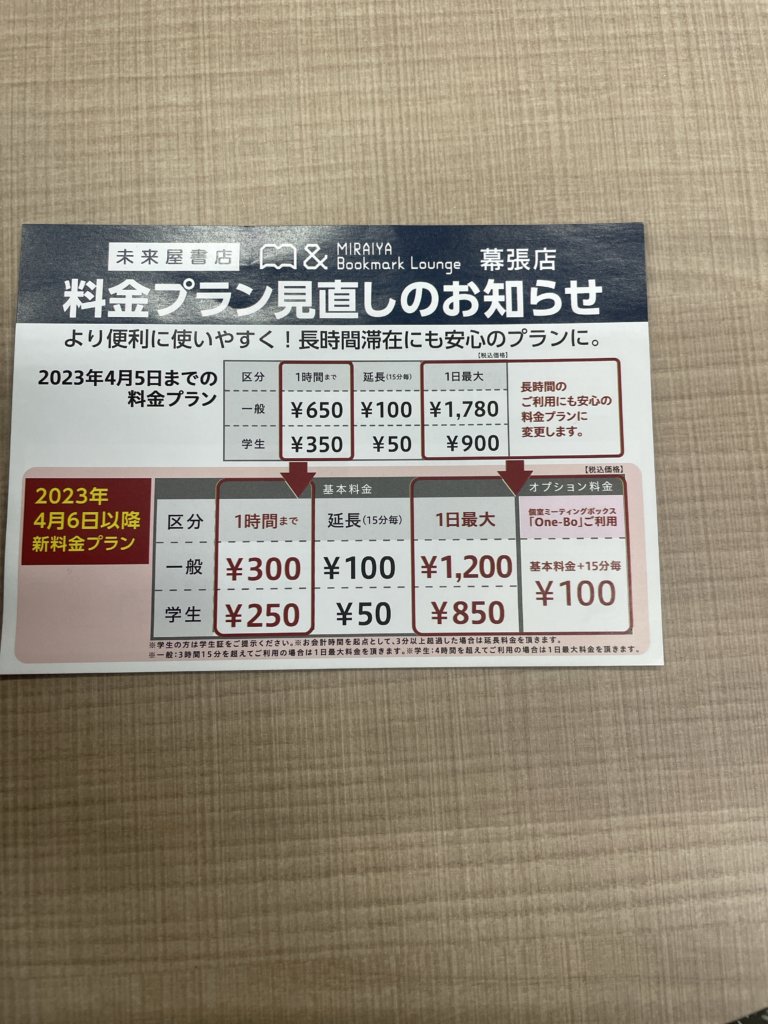 未来屋書店 & MIRAIYA Bookmark Lounge 幕張店
料金プラン見直しのお知らせ
より便利に使いやすく！長時間滞在にも安心のプランに。
2023年4月5日までの
料金プラン
【税込価格】
区分 1時間まで 延長(15分毎) 1日最大
一般 ¥650 ¥100 ¥1,780
学生 ¥350 ¥50 ¥900
長時間の
ご利用にも安心の
料金プランに
変更します。
2023年
4月6日以降
新料金プラン
【税込価格】
基本料金 オプション料金
区分 1時間まで 延長(15分毎) 1日最大
個室ミーティングボックス
「One-Bo」ご利用
一般 ¥300 ¥100 ¥1,200
学生 ¥250 ¥50 ¥850
基本料金+15分毎
¥100
※学生の方は学生証をご提示ください。※お会計時間を起点として、3分以上超過した場合は延長料金を頂きます。
※一般：3時間15分を超えてご利用の場合は1日最大料金を頂きます。※学生：4時間を超えてご利用の場合は1日最大料金を頂きます。